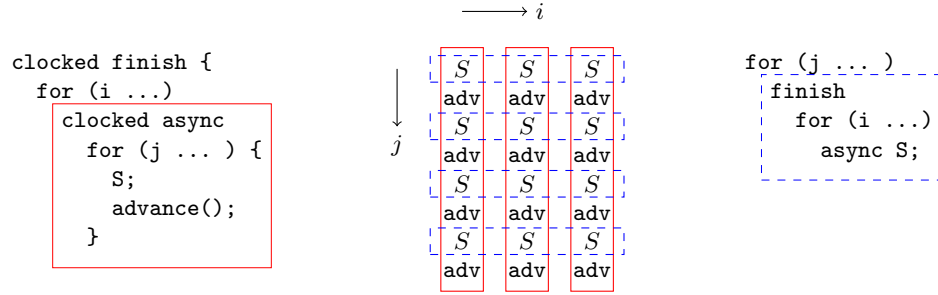 i
clocked finish {
for (i ...)
clocked async
for (j ... ) {
S;
advance();
}
j
S S S
adv adv adv
S S S
adv adv adv
S S S
adv adv adv
S S S
adv adv adv
for (j ... )
finish
for (i ...)
async S;